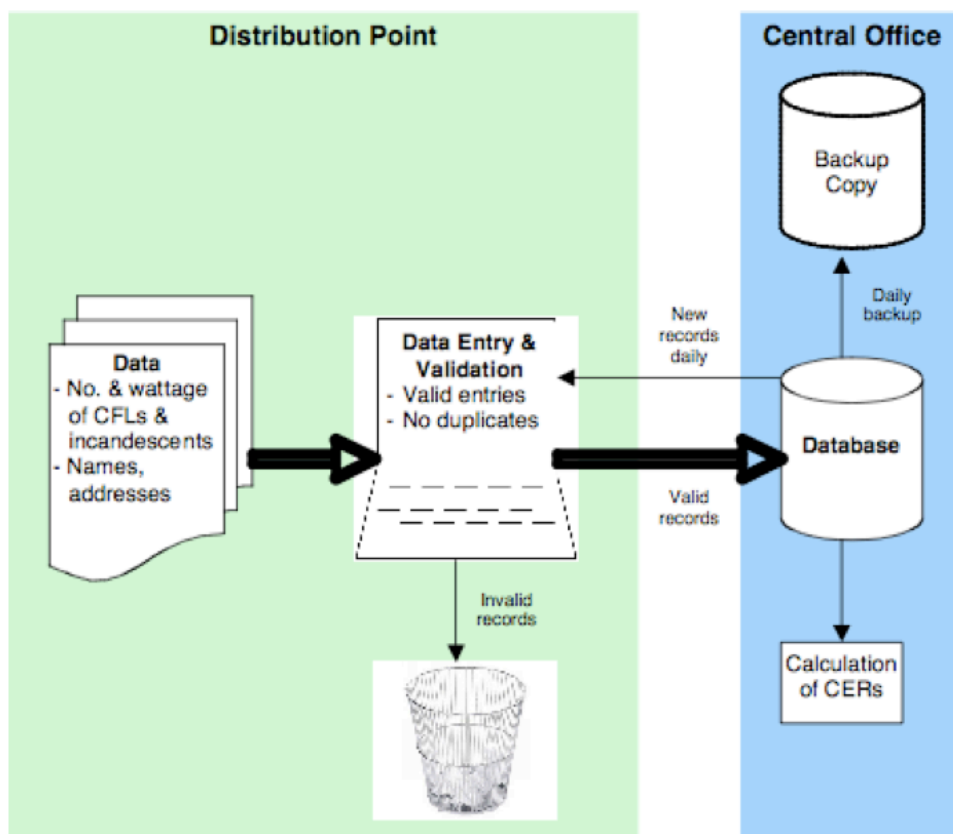 Distribution Point
Central Office
Backup
Copy
New
records
daily
Daily
backup
Data
- No. & wattage
of CFLs &
incandescents
- Names,
addresses
Data Entry &
Validation
- Valid entries
- No duplicates
Database
Valid
records
Invalid
records
Calculation
of CERs